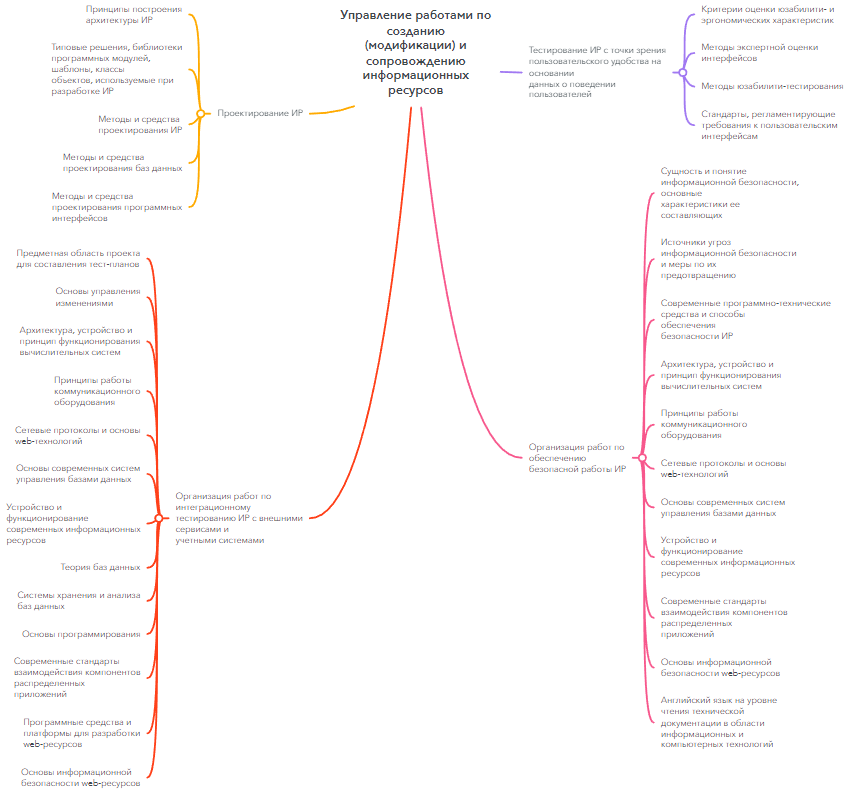 Управление работами по
созданию
(модификации) и
сопровождению
информационных
ресурсов
Принципы построения
архитектуры ИР
Типовые решения, библиотеки
программных модулей,
шаблоны, классы
объектов, используемые при
разработке ИР
Методы и средства
проектирования ИР
Методы и средства
проектирования баз данных
Методы и средства
проектирования программных
интерфейсов
Проектирование ИР
Тестирование ИР с точки зрения
пользовательского удобства на
основании
данных о поведении
пользователей
Критерии оценки юзабилити- и
эргономических характеристик
Методы экспертной оценки
интерфейсов
Методы юзабилити-тестирования
Стандарты, регламентирующие
требования к пользовательским
интерфейсам
Предметная область проекта
для составления тест-планов
Основы управления
изменениями
Архитектура, устройство и
принцип функционирования
вычислительных систем
Принципы работы
коммуникационного
оборудования
Сетевые протоколы и основы
web-технологий
Основы современных систем
управления базами данных
Устройство и
функционирование
современных информационных
ресурсов
Теория баз данных
Системы хранения и анализа
баз данных
Основы программирования
Современные стандарты
взаимодействия компонентов
распределенных
приложений
Программные средства и
платформы для разработки
web-ресурсов
Основы информационной
безопасности web-ресурсов
Организация работ по
интеграционному
тестированию ИР с внешними
сервисами и
учетными системами
Организация работ по
обеспечению
безопасной работы ИР
Сущность и понятие
информационной безопасности,
основные
характеристики ее
составляющих
Источники угроз
информационной безопасности
и меры по их
предотвращению
Современные программно-технические
средства и способы
обеспечения
безопасности ИР
Архитектура, устройство и
принцип функционирования
вычислительных систем
Принципы работы
коммуникационного
оборудования
Сетевые протоколы и основы
web-технологий
Основы современных систем
управления базами данных
Устройство и
функционирование
современных информационных
ресурсов
Современные стандарты
взаимодействия компонентов
распределенных
приложений
Основы информационной
безопасности web-ресурсов
Английский язык на уровне
чтения технической
документации в области
информационных и
компьютерных технологий